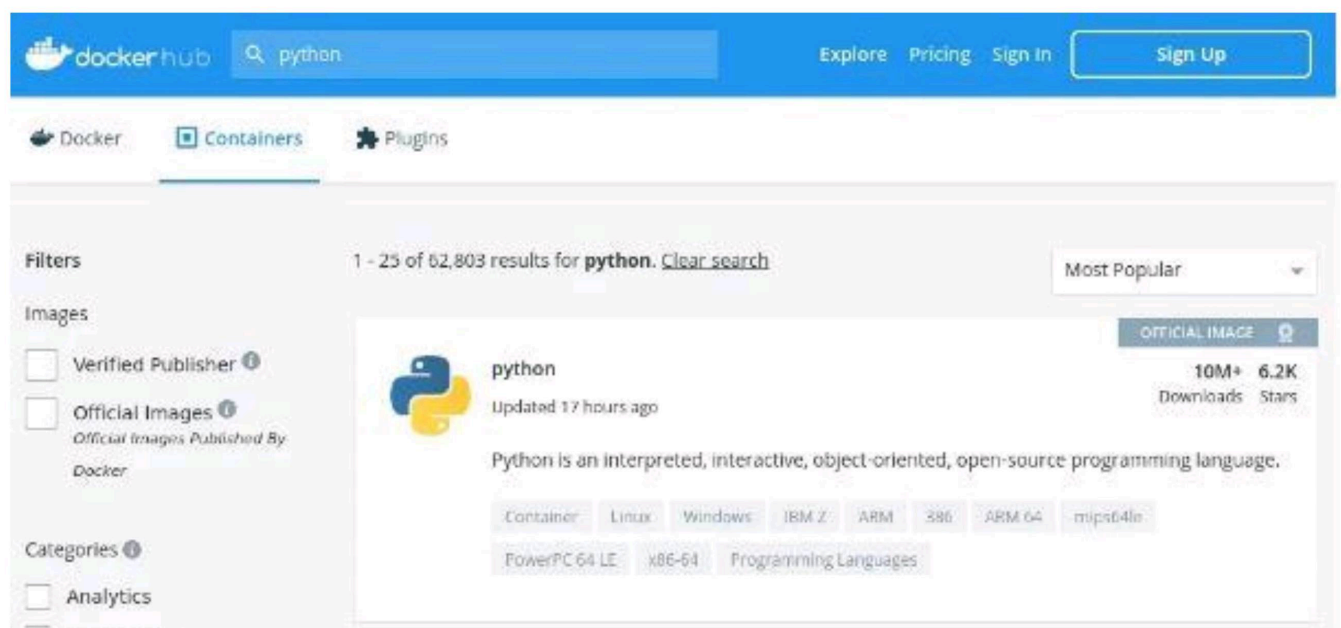 dockerhub
python
Explore Pricing Sign In Sign Up
Docker Containers Plugins
Filters
1 - 25 of 62,803 results for python. Clear search
Most Popular
Images
OFFICIAL IMAGE
Verified Publisher
python
10M+ 6.2K
Updated 17 hours ago
Downloads Stars
Official Images
Official Images Published By
Docker
Python is an interpreted, interactive, object-oriented, open-source programming language.
Container Linux Windows IBM Z ARM 386 ARM 64 mips64le
Categories
PowerPC 64 LE x86-64 Programming Languages
Analytics